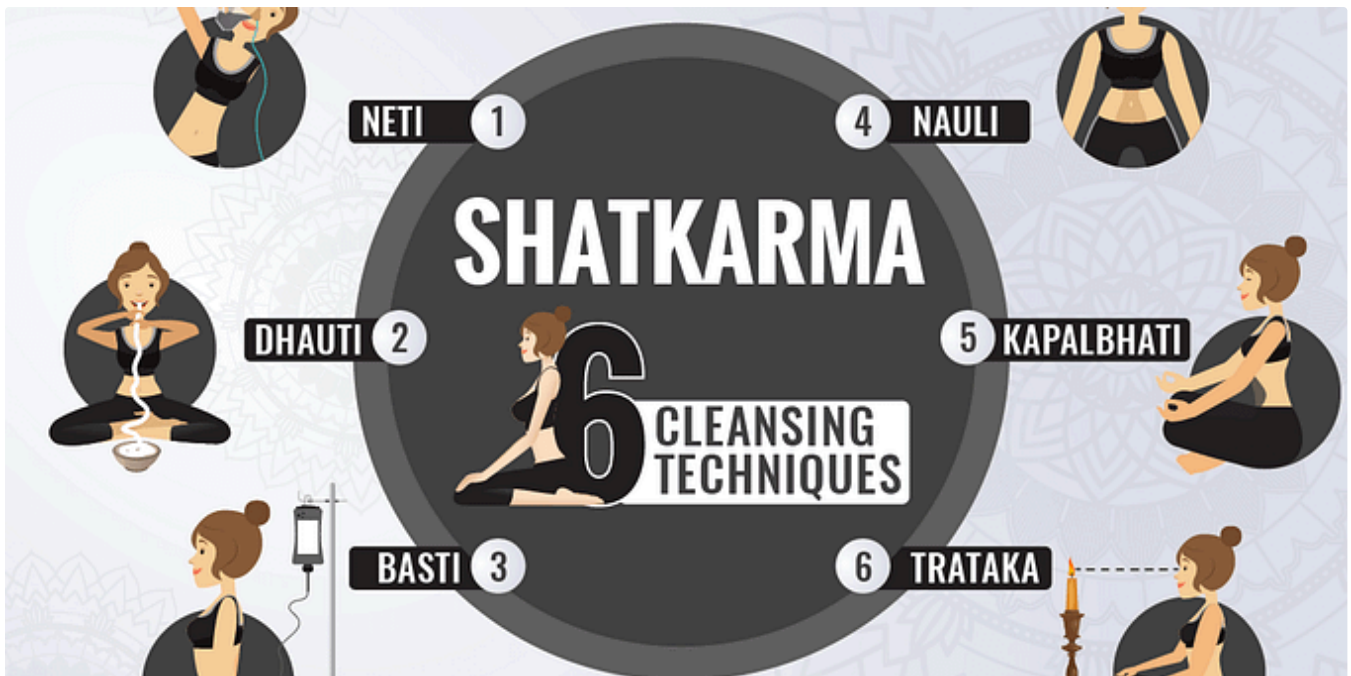 NETI 1
4 NAULI
SHATKARMA
DHAUTI 2
5 KAPALBHATI
6 CLEANSING
TECHNIQUES
BASTI 3
6 TRATAKA